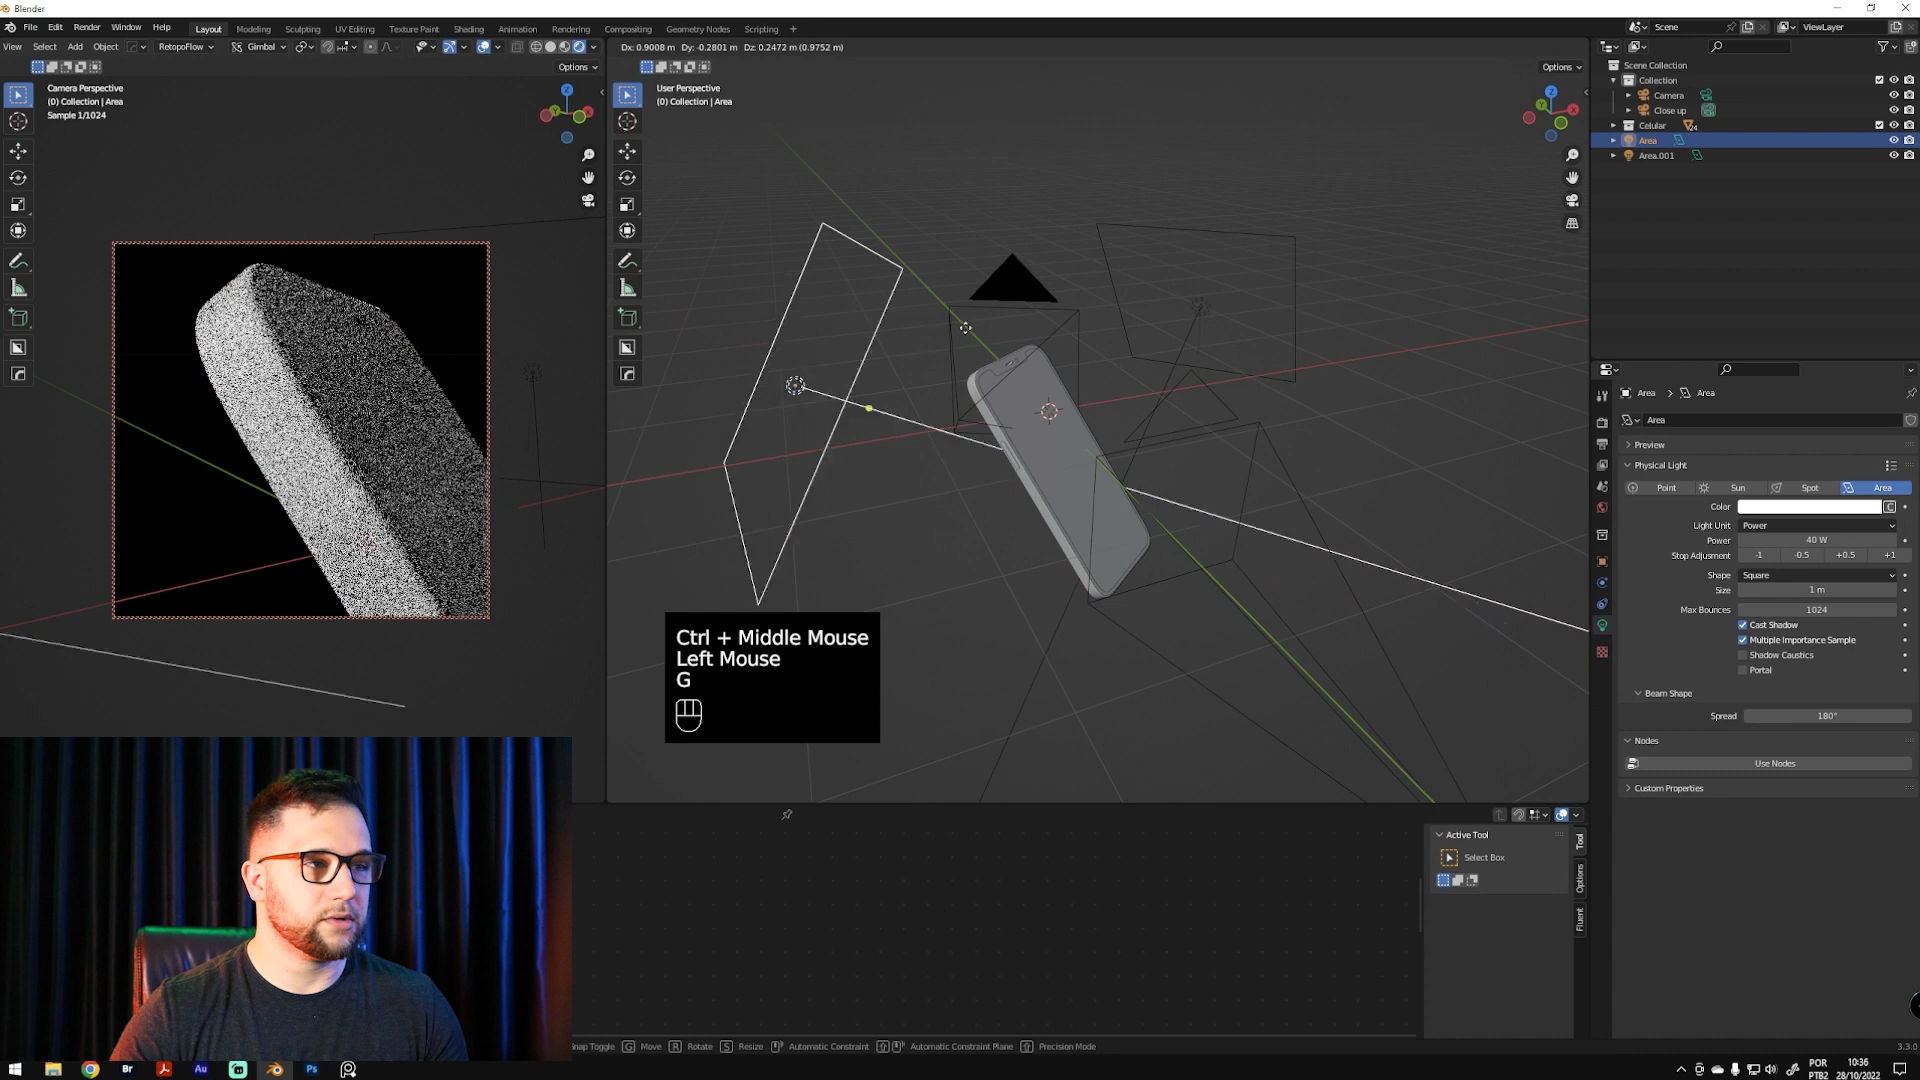 Blender
File Edit Render Window Help Layout Modeling Sculpting UV Editing Texture Paint Shading Animation Rendering Compositing Geometry Nodes Scripting +
Scene
ViewLayer
View Select Add Object RetopoFlow Gimbal
Dx: 0.9008 m Dy: -0.2801 m Dz: 0.2472 m (0.9752 m)
Options
Options
Camera Perspective
(0) Collection | Area
Sample 1/1024
User Perspective
(0) Collection | Area
Scene Collection
Collection
Camera
Close up
Celular 24
Area
Area.001
Ctrl + Middle Mouse
Left Mouse
G
Area > Area
Area
Preview
Physical Light
Point Sun Spot Area
Color C
Light Unit Power
Power 40 W
Stop Adjusment -1 -0.5 +0.5 +1
Shape Square
Size 1 m
Max Bounces 1024
Cast Shadow
Multiple Importance Sample
Shadow Caustics
Portal
Beam Shape
Spread 180°
Nodes
Use Nodes
Custom Properties
Active Tool
Select Box
Tool
Options
Fluent
Snap Toggle G Move R Rotate S Resize Automatic Constraint Automatic Constraint Plane Precision Mode
3.3.0
Br Au Ps
POR
PTB2
10:36
28/10/2022